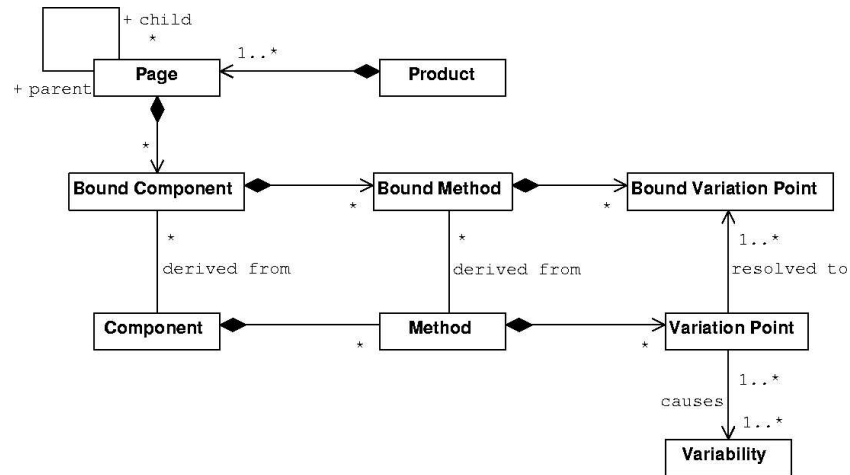 + child
*
1..*
Page
Product
+ parent
*
Bound Component
Bound Method
Bound Variation Point
*
*
*
*
1..*
derived from
derived from
resolved to
Component
Method
Variation Point
*
*
1..*
causes
1..*
Variability